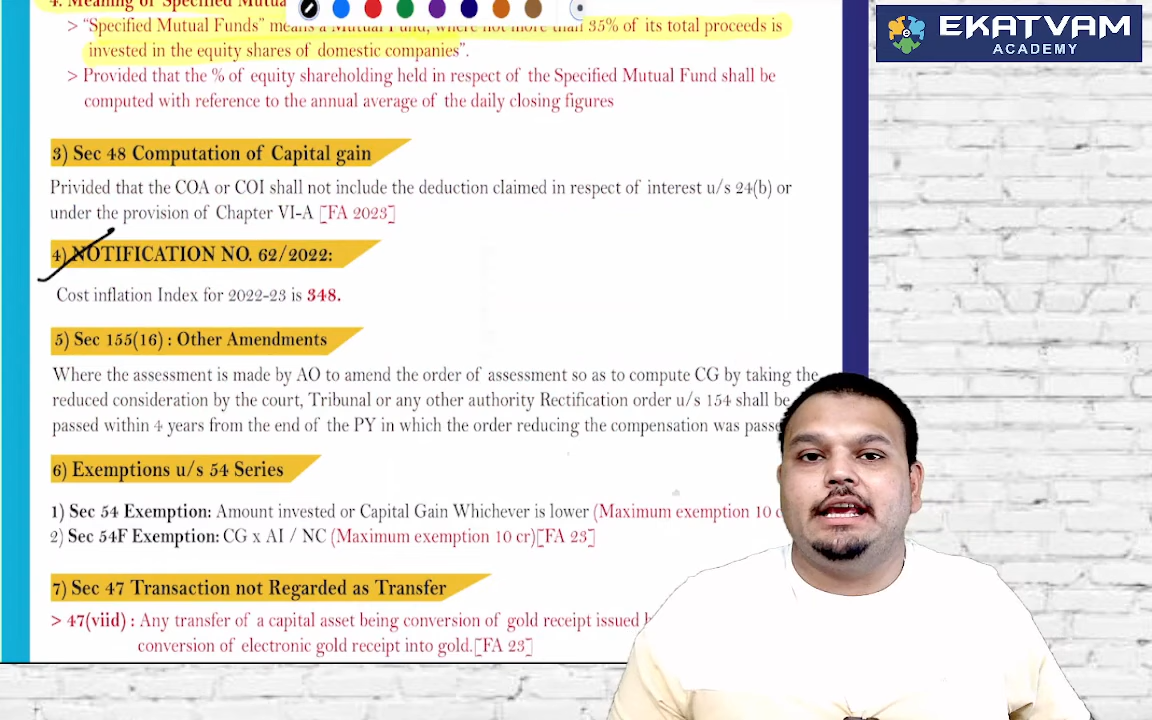 4. Meaning of Specified Mutua
> "Specified Mutual Funds" means a Mutual Funds, where not more than 35% of its total proceeds is
invested in the equity shares of domestic companies".
> Provided that the % of equity shareholding held in respect of the Specified Mutual Fund shall be
computed with reference to the annual average of the daily closing figures
EKATVAM
ACADEMY
3) Sec 48 Computation of Capital gain
Privided that the COA or COI shall not include the deduction claimed in respect of interest u/s 24(b) or
under the provision of Chapter VI-A [FA 2023]
4) NOTIFICATION NO. 62/2022:
Cost inflation Index for 2022-23 is 348.
5) Sec 155(16) : Other Amendments
Where the assessment is made by AO to amend the order of assessment so as to compute CG by taking the
reduced consideration by the court, Tribunal or any other authority Rectification order u/s 154 shall be
passed within 4 years from the end of the PY in which the order reducing the compensation was passe
6) Exemptions u/s 54 Series
1) Sec 54 Exemption: Amount invested or Capital Gain Whichever is lower (Maximum exemption 10 c
2) Sec 54F Exemption: CG x AI / NC (Maximum exemption 10 cr)[FA 23]
7) Sec 47 Transaction not Regarded as Transfer
> 47(viid) : Any transfer of a capital asset being conversion of gold receipt issued
conversion of electronic gold receipt into gold.[FA 23]